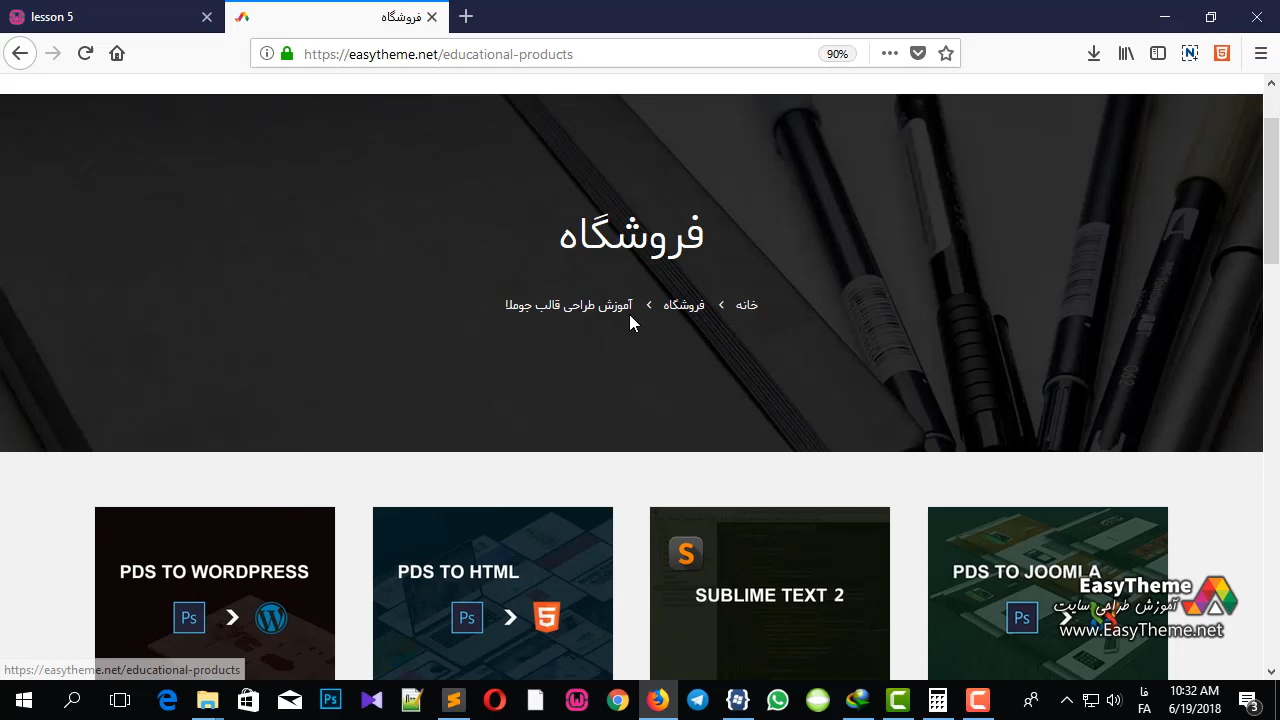 lesson 5
فروشگاه
https://easytheme.net/educational-products
90%
فروشگاه
خانه
فروشگاه
آموزش طراحی قالب جوملا!
PDS TO WORDPRESS
Ps
PDS TO HTML
Ps
5
S
SUBLIME TEXT 2
PDS TO JOOMLA
Ps
EasyTheme
آموزش طراحی سایت
www.EasyTheme.net
https://easytheme.net/educational-products
فا
FA
10:32 AM
6/19/2018
3